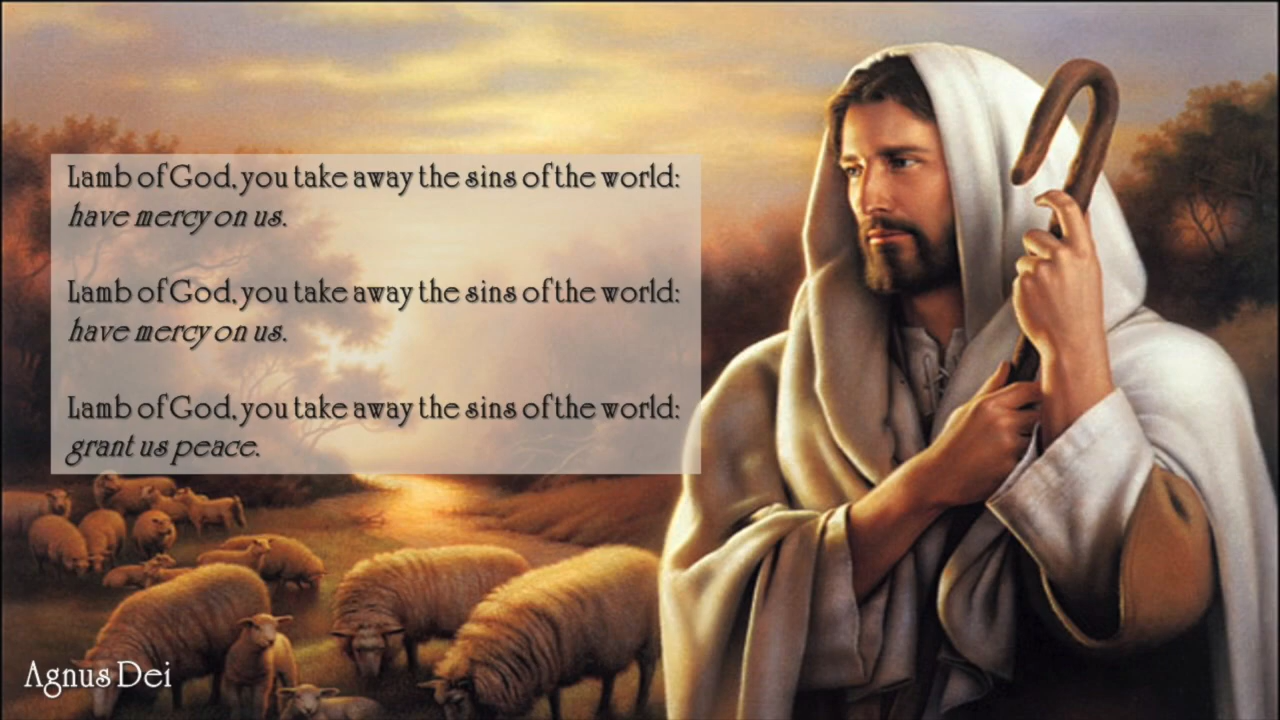 Lamb of God, you take away the sins of the world:
have mercy on us.
Lamb of God, you take away the sins of the world:
have mercy on us.
Lamb of God, you take away the sins of the world:
grant us peace.
Agnus Dei